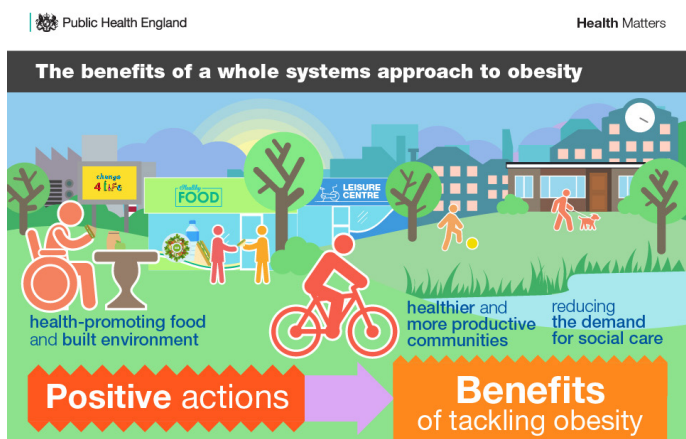 Public Health England
Health Matters
The benefits of a whole systems approach to obesity
change
4 life
Healthy
FOOD
LEISURE
CENTRE
health-promoting food
and built environment
healthier and
more productive
communities
reducing
the demand
for social care
Positive actions
Benefits
of tackling obesity